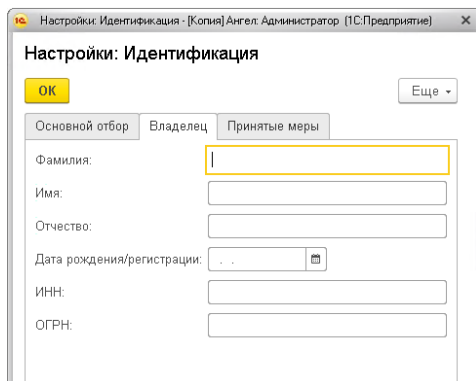 1С Настройки: Идентификация - [Копия] Ангел: Администратор (1С:Предприятие)
Настройки: Идентификация
ОК Еще
Основной отбор Владелец Принятые меры
Фамилия:
Имя:
Отчество:
Дата рождения/регистрации: . .
ИНН:
ОГРН: